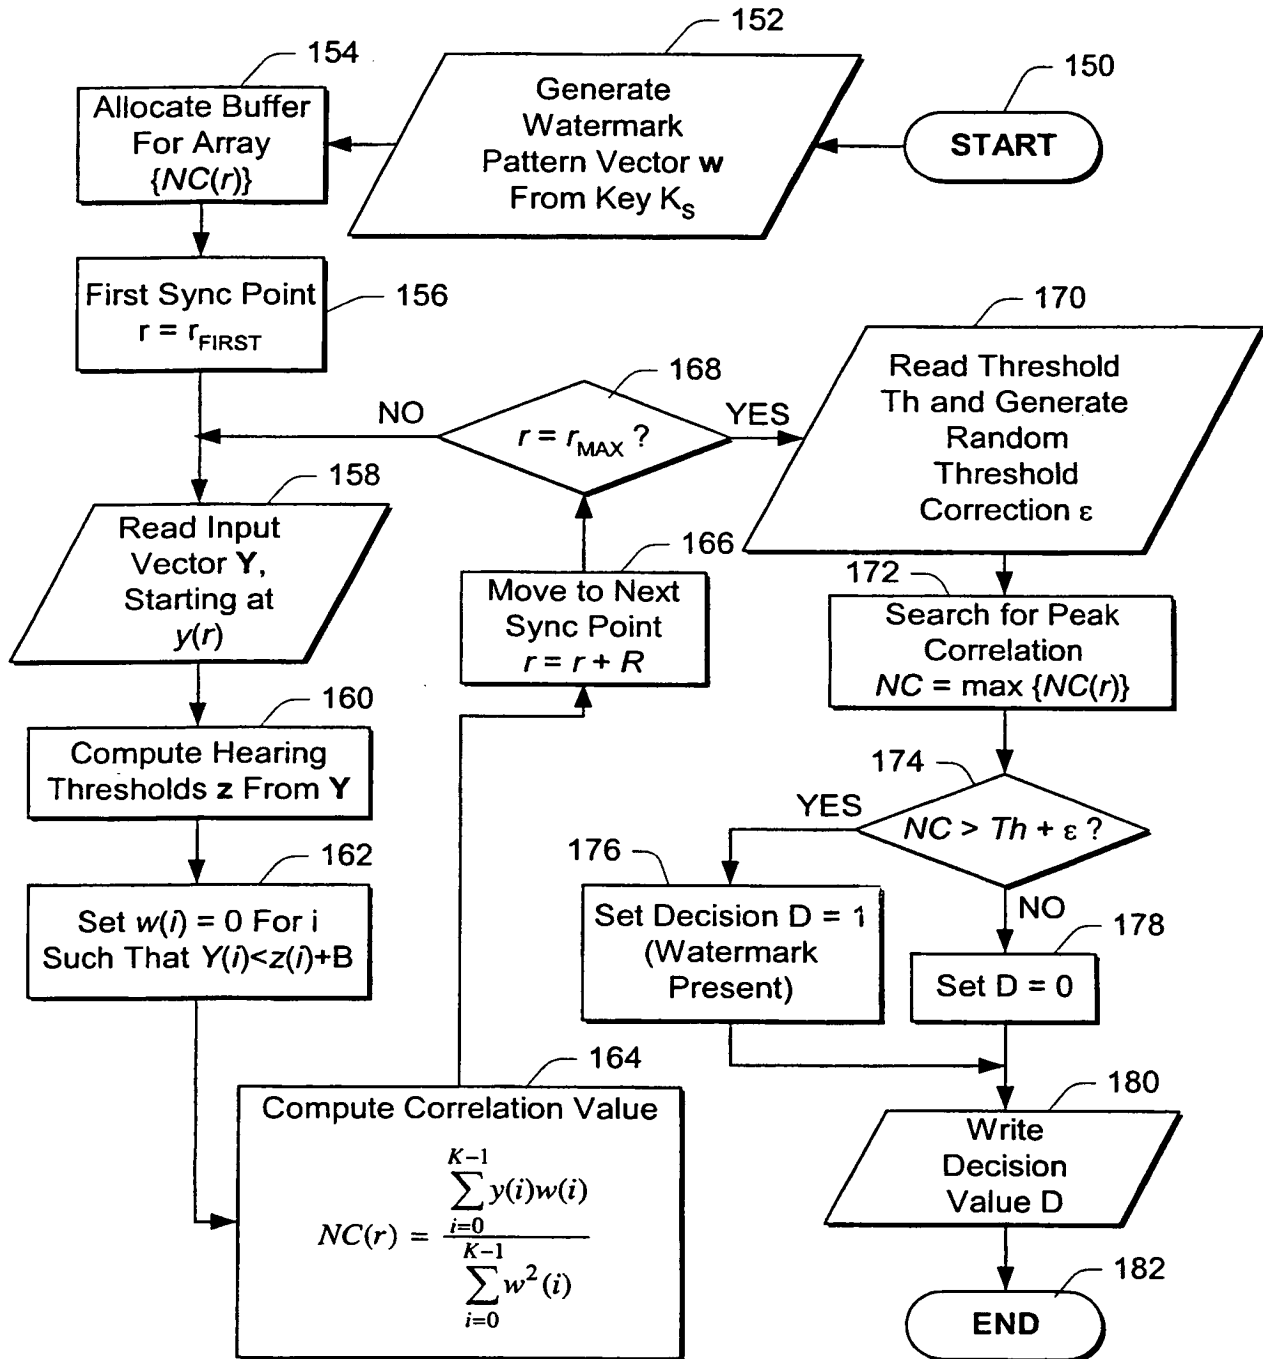 150
START
152
Generate
Watermark
Pattern Vector w
From Key K_S
154
Allocate Buffer
For Array
{NC(r)}
156
First Sync Point
r = r_FIRST
158
Read Input
Vector Y,
Starting at
y(r)
160
Compute Hearing
Thresholds z From Y
162
Set w(i) = 0 For i
Such That Y(i)<z(i)+B
164
Compute Correlation Value
NC(r) = \frac{\sum_{i=0}^{K-1} y(i)w(i)}{\sum_{i=0}^{K-1} w^2(i)}
166
Move to Next
Sync Point
r = r + R
168
r = r_MAX ?
NO
YES
170
Read Threshold
Th and Generate
Random
Threshold
Correction ε
172
Search for Peak
Correlation
NC = max {NC(r)}
174
NC > Th + ε ?
YES
NO
176
Set Decision D = 1
(Watermark
Present)
178
Set D = 0
180
Write
Decision
Value D
182
END